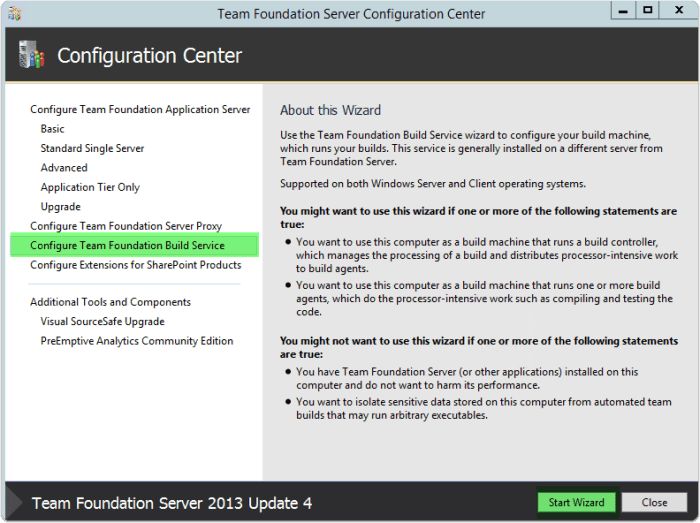 Team Foundation Server Configuration Center
Configuration Center
Configure Team Foundation Application Server
Basic
Standard Single Server
Advanced
Application Tier Only
Upgrade
Configure Team Foundation Server Proxy
Configure Team Foundation Build Service
Configure Extensions for SharePoint Products
Additional Tools and Components
Visual SourceSafe Upgrade
PreEmptive Analytics Community Edition
About this Wizard
Use the Team Foundation Build Service wizard to configure your build machine,
which runs your builds. This service is generally installed on a different server from
Team Foundation Server.
Supported on both Windows Server and Client operating systems.
You might want to use this wizard if one or more of the following statements are
true:
• You want to use this computer as a build machine that runs a build controller,
which manages the processing of a build and distributes processor-intensive work
to build agents.
• You want to use this computer as a build machine that runs one or more build
agents, which do the processor-intensive work such as compiling and testing the
code.
You might not want to use this wizard if one or more of the following statements
are true:
• You have Team Foundation Server (or other applications) installed on this
computer and do not want to harm its performance.
• You want to isolate sensitive data stored on this computer from automated team
builds that may run arbitrary executables.
Team Foundation Server 2013 Update 4
Start Wizard
Close